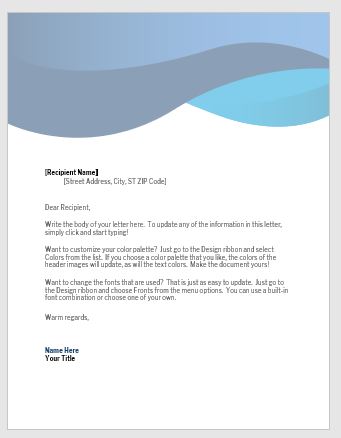 [Recipient Name]
[Street Address, City, ST ZIP Code]
Dear Recipient,
Write the body of your letter here. To update any of the information in this letter,
simply click and start typing!
Want to customize your color palette? Just go to the Design ribbon and select
Colors from the list. If you choose a color palette that you like, the colors of the
header images will update, as will the text colors. Make the document yours!
Want to change the fonts that are used? That is just as easy to update. Just go to
the Design ribbon and choose Fronts from the menu options. You can use a built-in
font combination or choose one of your own.
Warm regards,
Name Here
Your Title